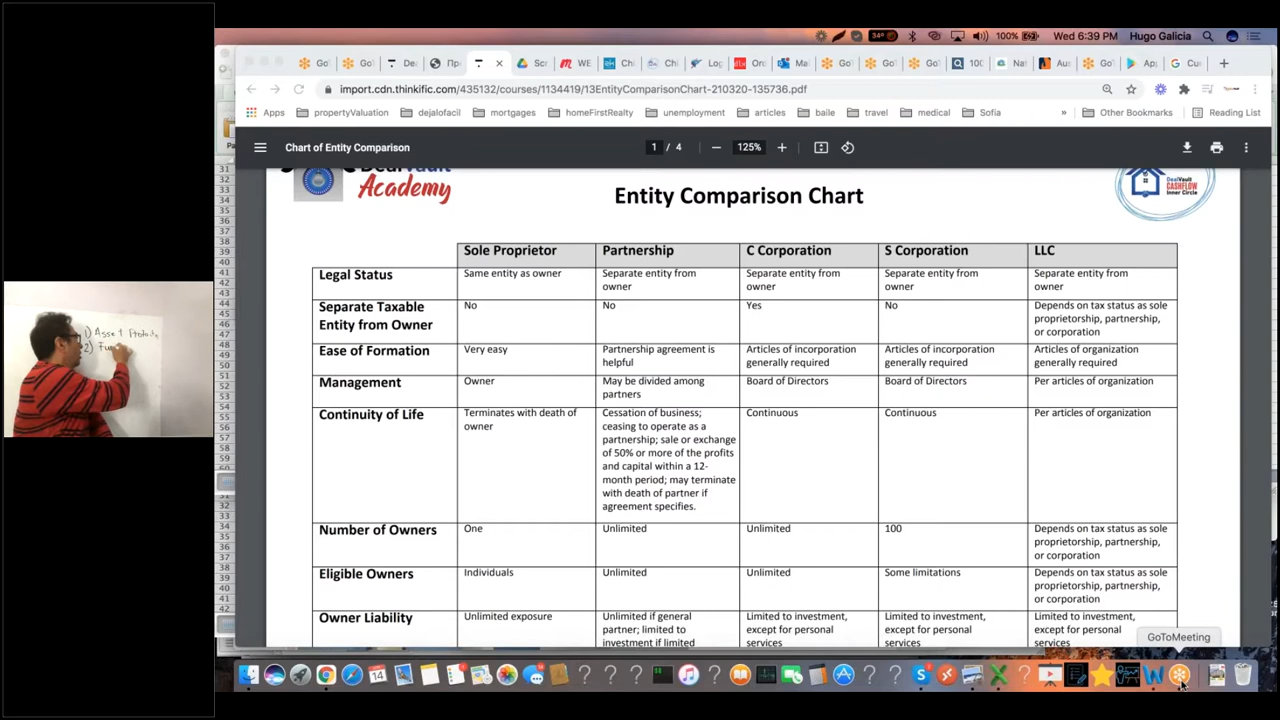 100%
Wed 6:39 PM
Hugo Galicia
import.cdn.thinkific.com/435132/courses/1134419/13EntityComparisonChart-210320-135736.pdf
Apps propertyValuation dejalofacil mortgages homeFirstRealty unemployment articles baile travel medical Sofia » Other Bookmarks Reading List
Chart of Entity Comparison 1 / 4 125%
Academy
Entity Comparison Chart
DealVault
CASHFLOW
Inner Circle
Sole Proprietor Partnership C Corporation S Corporation LLC
Legal Status Same entity as owner Separate entity from owner Separate entity from owner Separate entity from owner Separate entity from owner
Separate Taxable Entity from Owner No No Yes No Depends on tax status as sole proprietorship, partnership, or corporation
Ease of Formation Very easy Partnership agreement is helpful Articles of incorporation generally required Articles of incorporation generally required Articles of organization generally required
Management Owner May be divided among partners Board of Directors Board of Directors Per articles of organization
Continuity of Life Terminates with death of owner Cessation of business; ceasing to operate as a partnership; sale or exchange of 50% or more of the profits and capital within a 12-month period; may terminate with death of partner if agreement specifies. Continuous Continuous Per articles of organization
Number of Owners One Unlimited Unlimited 100 Depends on tax status as sole proprietorship, partnership, or corporation
Eligible Owners Individuals Unlimited Unlimited Some limitations Depends on tax status as sole proprietorship, partnership, or corporation
Owner Liability Unlimited exposure Unlimited if general partner; limited to investment if limited Limited to investment, except for personal services Limited to investment, except for personal services Limited to investment, except for personal services
GoToMeeting
1) Asset
2)